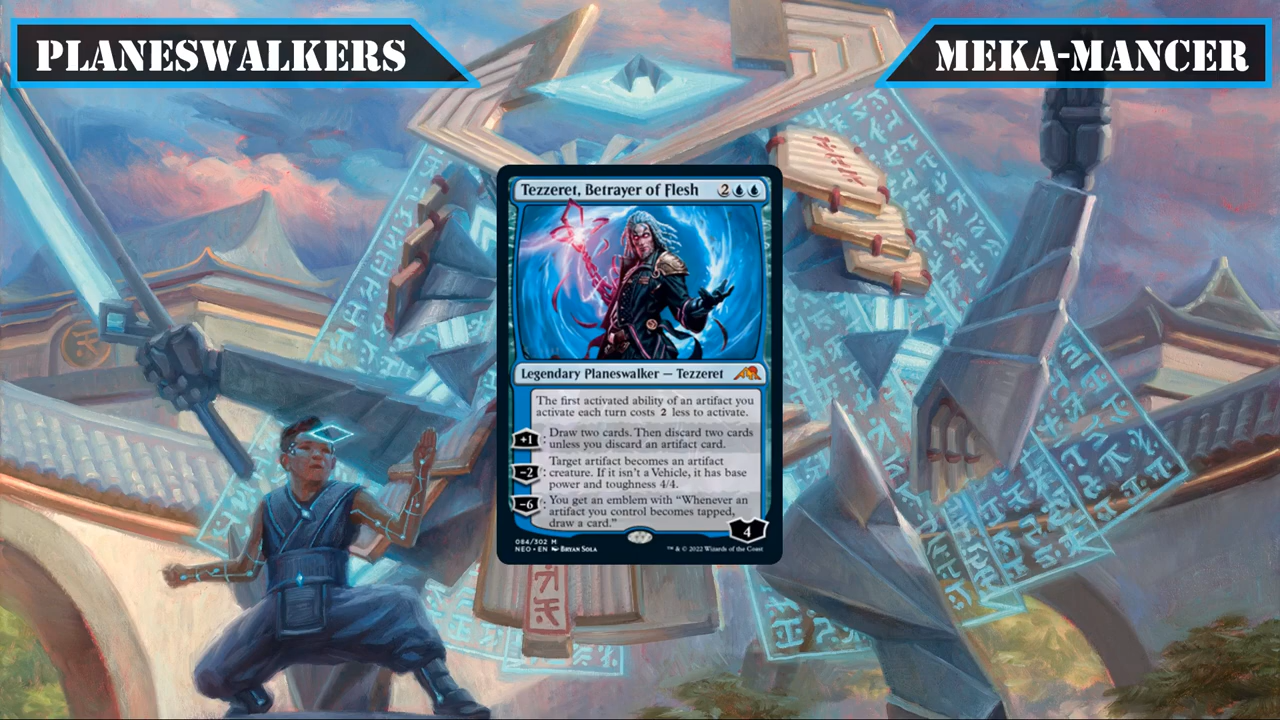 PLANESWALKERS
MEKA-MANCER
Tezzeret, Betrayer of Flesh 2
Legendary Planeswalker — Tezzeret
The first activated ability of an artifact you
activate each turn costs 2 less to activate.
+1: Draw two cards. Then discard two cards
unless you discard an artifact card.
−2: Target artifact becomes an artifact
creature. If it isn't a Vehicle, it has base
power and toughness 4/4.
−6: You get an emblem with “Whenever an
artifact you control becomes tapped,
draw a card.”
4
064/302 M
NEO • EN Bryan Sola
™ & © 2022 Wizards of the Coast